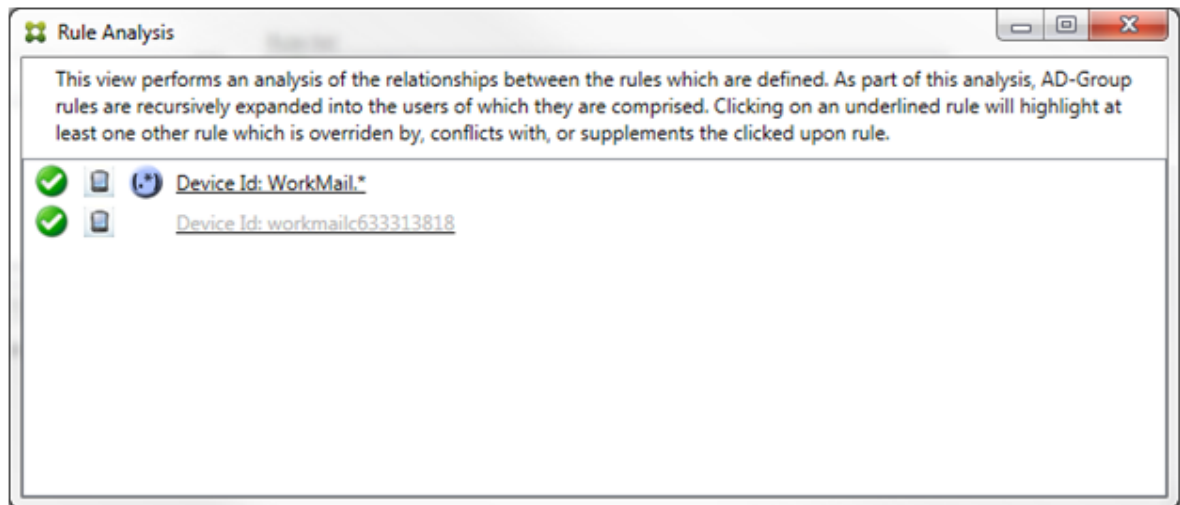 Rule Analysis
This view performs an analysis of the relationships between the rules which are defined. As part of this analysis, AD-Group
rules are recursively expanded into the users of which they are comprised. Clicking on an underlined rule will highlight at
least one other rule which is overriden by, conflicts with, or supplements the clicked upon rule.
(.*) Device Id: WorkMail.*
Device Id: workmailc633313818